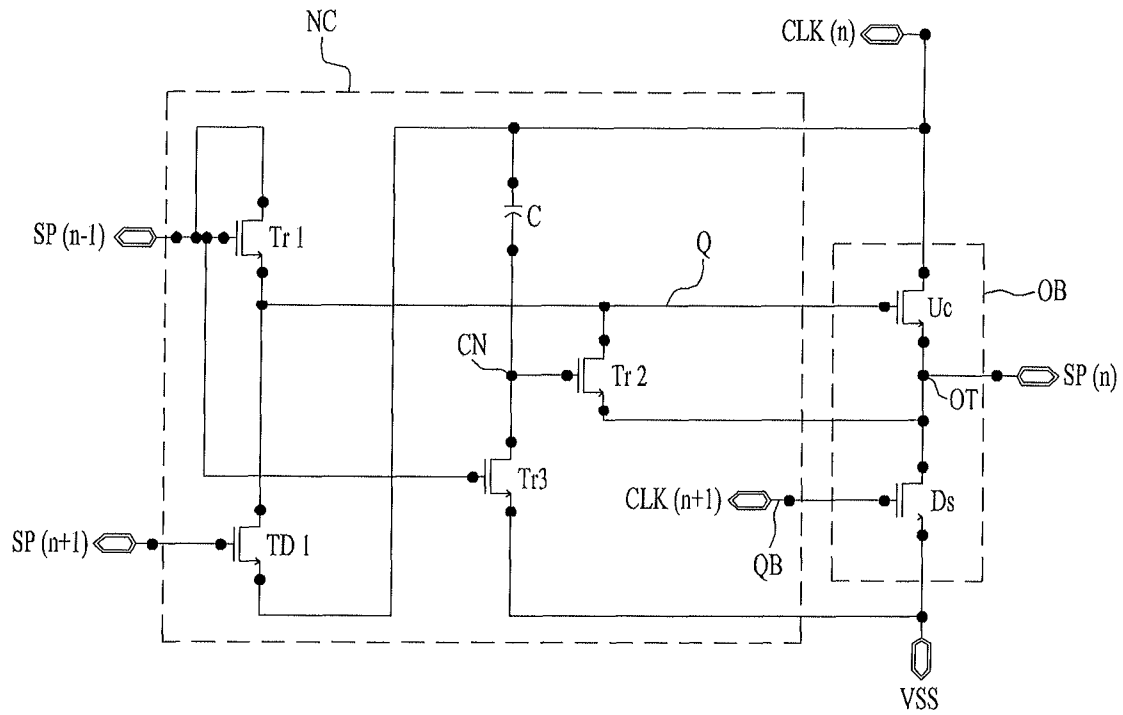 NC
CLK (n)
SP (n-1)
Tr 1
C
Q
Uc
OB
CN
Tr 2
OT
SP (n)
Tr3
CLK (n+1)
Ds
SP (n+1)
TD 1
QB
VSS